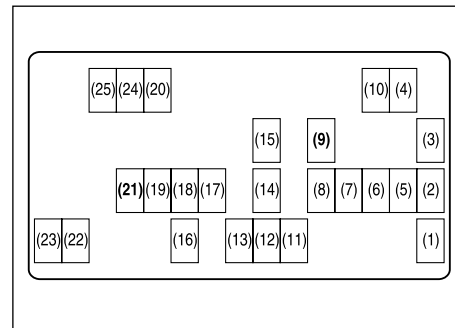 (25) (24) (20) (10) (4)
(15) (9) (3)
(21) (19) (18) (17) (14) (8) (7) (6) (5) (2)
(23) (22) (16) (13) (12) (11) (1)